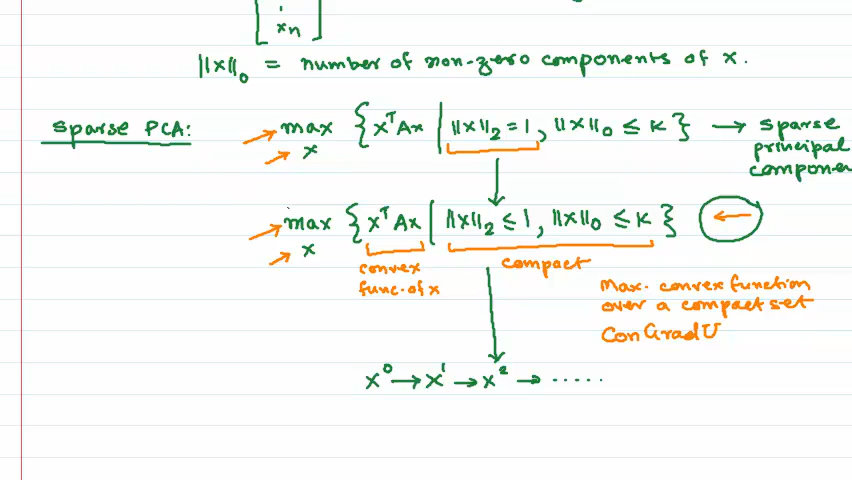 xn
||x||₀ = number of non-zero components of x.
Sparse PCA: max {xᵀAx | ||x||₂ = 1, ||x||₀ ≤ K} → sparse
x
principal
componen
max {xᵀAx | ||x||₂ ≤ 1, ||x||₀ ≤ K} ←
x
convex
func. of x
compact
Max. convex function
over a compact set
ConGradU
x⁰ → x¹ → x² → ......